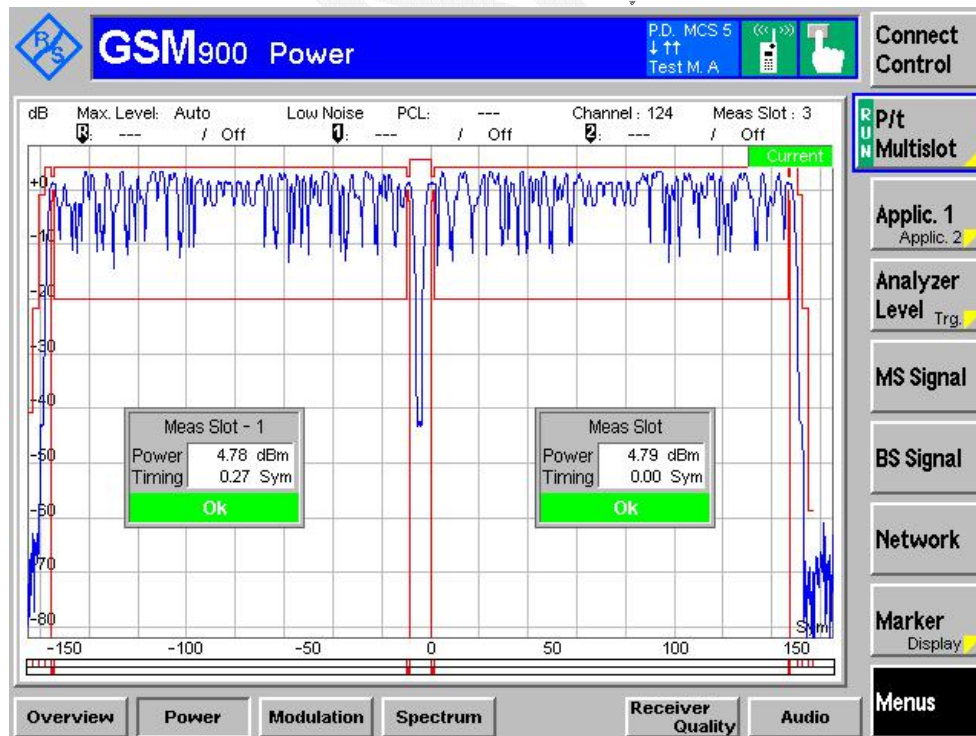 R/S
GSM900 Power
P.D. MCS 5
↓ ↑↑
Test M. A
Connect Control
dB Max. Level: Auto Low Noise PCL: --- Channel : 124 Meas Slot : 3
R: --- / Off 1: --- / Off 2: --- / Off
Current
RUN
P/t Multislot
+0
-10
-20
-30
-40
-50
-60
-70
-80
Applic. 1
Applic. 2
Analyzer Level Trg.
MS Signal
BS Signal
Network
Marker
Display
Menus
Meas Slot - 1
Power 4.78 dBm
Timing 0.27 Sym
Ok
Meas Slot
Power 4.79 dBm
Timing 0.00 Sym
Ok
Sym
-150 -100 -50 0 50 100 150
Overview Power Modulation Spectrum Receiver Quality Audio